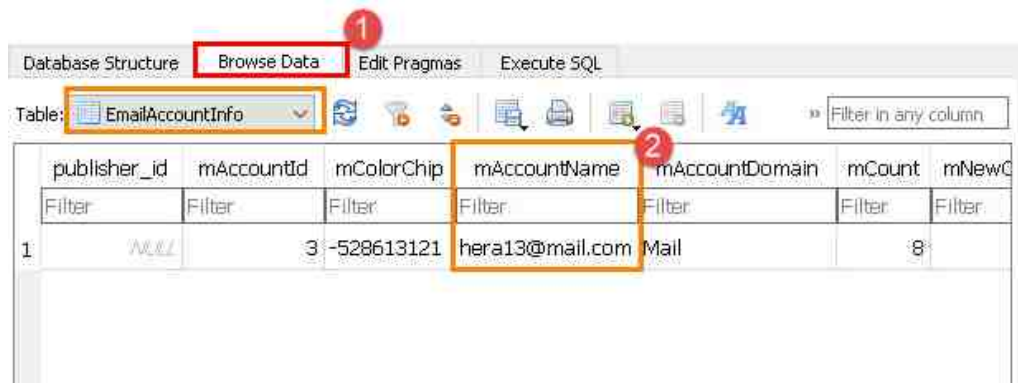 1
Database Structure Browse Data Edit Pragmas Execute SQL
Table: EmailAccountInfo » Filter in any column
2
publisher_id mAccountId mColorChip mAccountName mAccountDomain mCount mNewC
Filter Filter Filter Filter Filter Filter Filter
1 NULL 3 -528613121 hera13@mail.com Mail 8